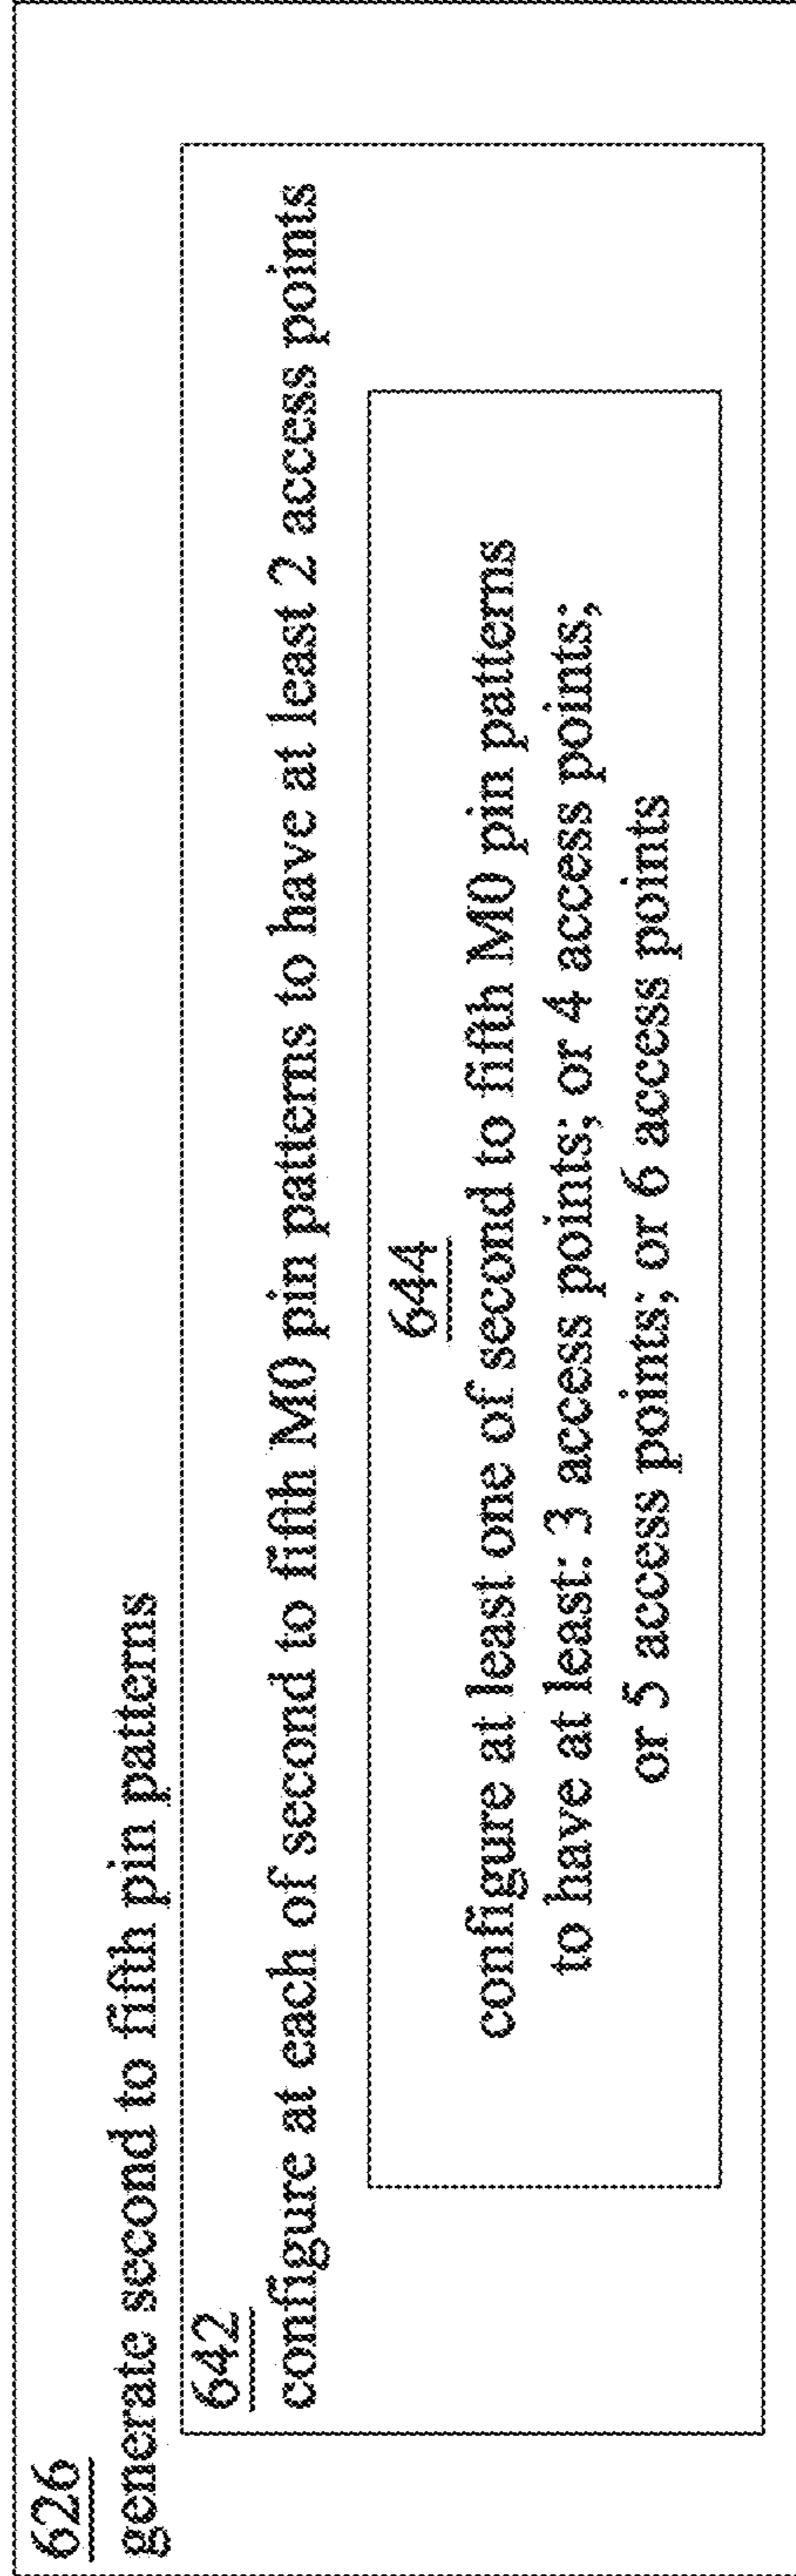 626
generate second to fifth pin patterns
642
configure at each of second to fifth M0 pin patterns to have at least 2 access points
644
configure at least one of second to fifth M0 pin patterns
to have at least: 3 access points; or 4 access points;
or 5 access points; or 6 access points